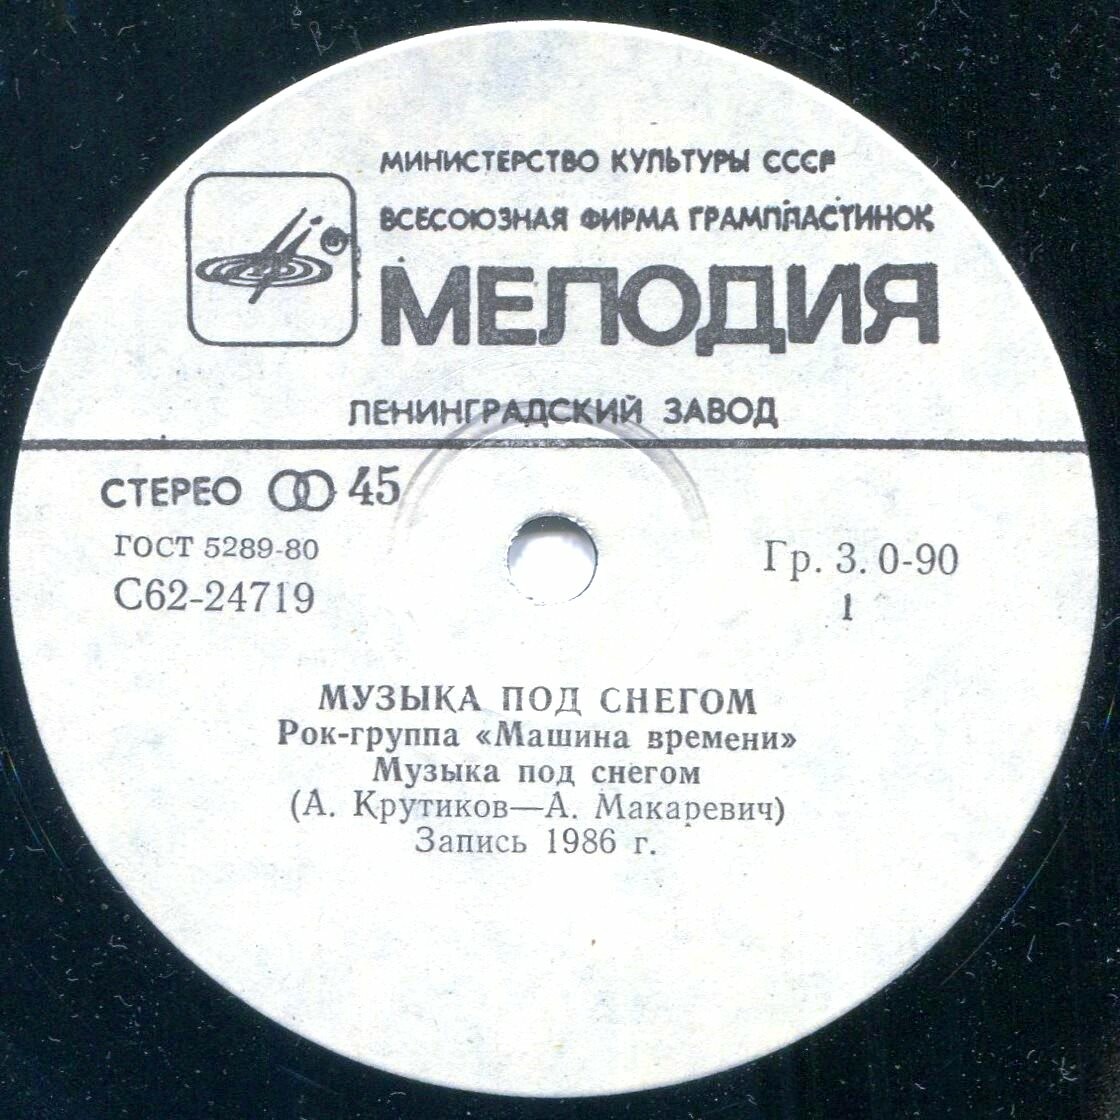 МИНИСТЕРСТВО КУЛЬТУРЫ СССР
ВСЕСОЮЗНАЯ ФИРМА ГРАМПЛАСТИНОК
МЕЛОДИЯ
ЛЕНИНГРАДСКИЙ ЗАВОД
СТЕРЕО 45
ГОСТ 5289-80
С62-24719
Гр. 3. 0-90
1
МУЗЫКА ПОД СНЕГОМ
Рок-группа «Машина времени»
Музыка под снегом
(А. Крутиков—А. Макаревич)
Запись 1986 г.